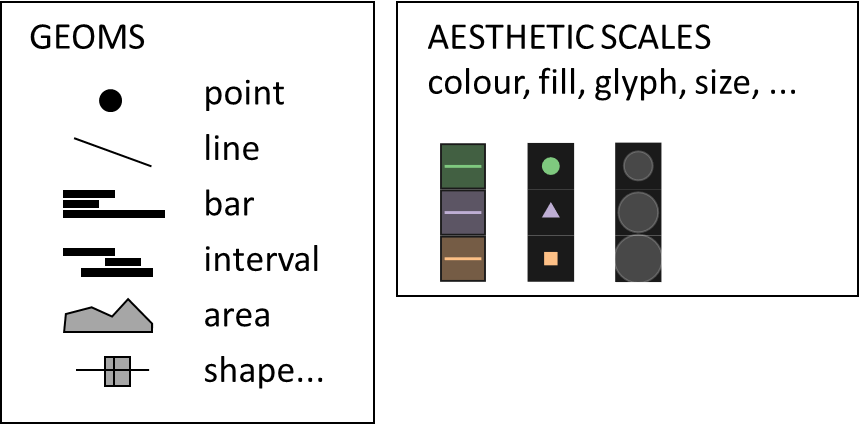 GEOMS
point
line
bar
interval
area
shape...
AESTHETIC SCALES
colour, fill, glyph, size, ...